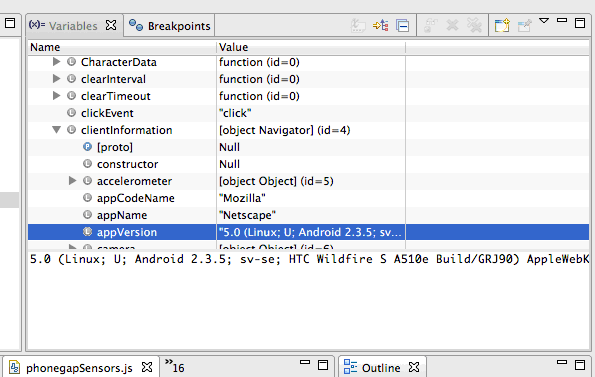 (x)= Variables Breakpoints
Name Value
CharacterData function (id=0)
clearInterval function (id=0)
clearTimeout function (id=0)
clickEvent "click"
clientInformation [object Navigator] (id=4)
[proto] Null
constructor Null
accelerometer [object Object] (id=5)
appCodeName "Mozilla"
appName "Netscape"
appVersion "5.0 (Linux; U; Android 2.3.5; sv...
camera [object Object] (id=6)
5.0 (Linux; U; Android 2.3.5; sv-se; HTC Wildfire S A510e Build/GRJ90) AppleWebK
phonegapSensors.js »16 Outline